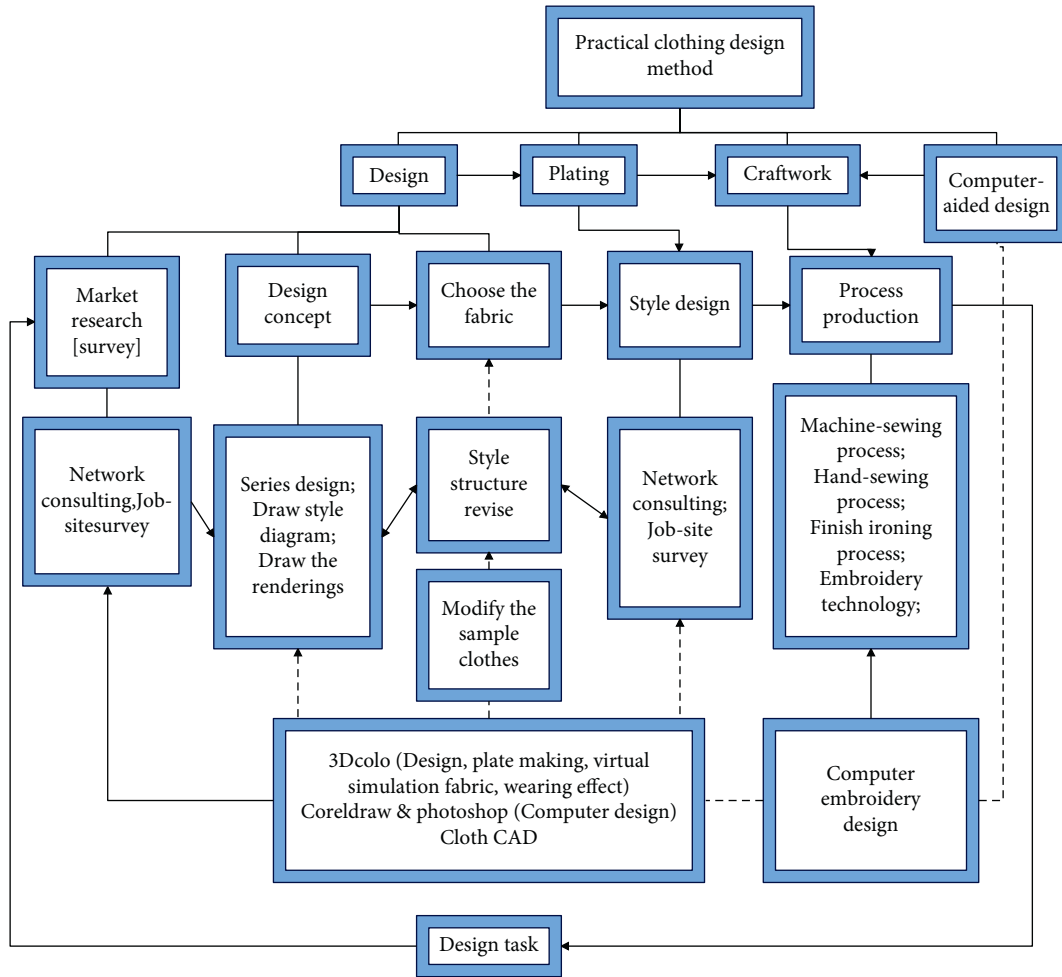 Practical clothing design
method
Design
Plating
Craftwork
Computer-
aided design
Market
research
[survey]
Design
concept
Choose the
fabric
Style design
Process
production
Network
consulting,Job-
sitesurvey
Series design;
Draw style
diagram;
Draw the
renderings
Style
structure
revise
Network
consulting;
Job-site
survey
Machine-sewing
process;
Hand-sewing
process;
Finish ironing
process;
Embroidery
technology;
Modify the
sample
clothes
3Dcolo (Design, plate making, virtual
simulation fabric, wearing effect)
Coreldraw & photoshop (Computer design)
Cloth CAD
Computer
embroidery
design
Design task